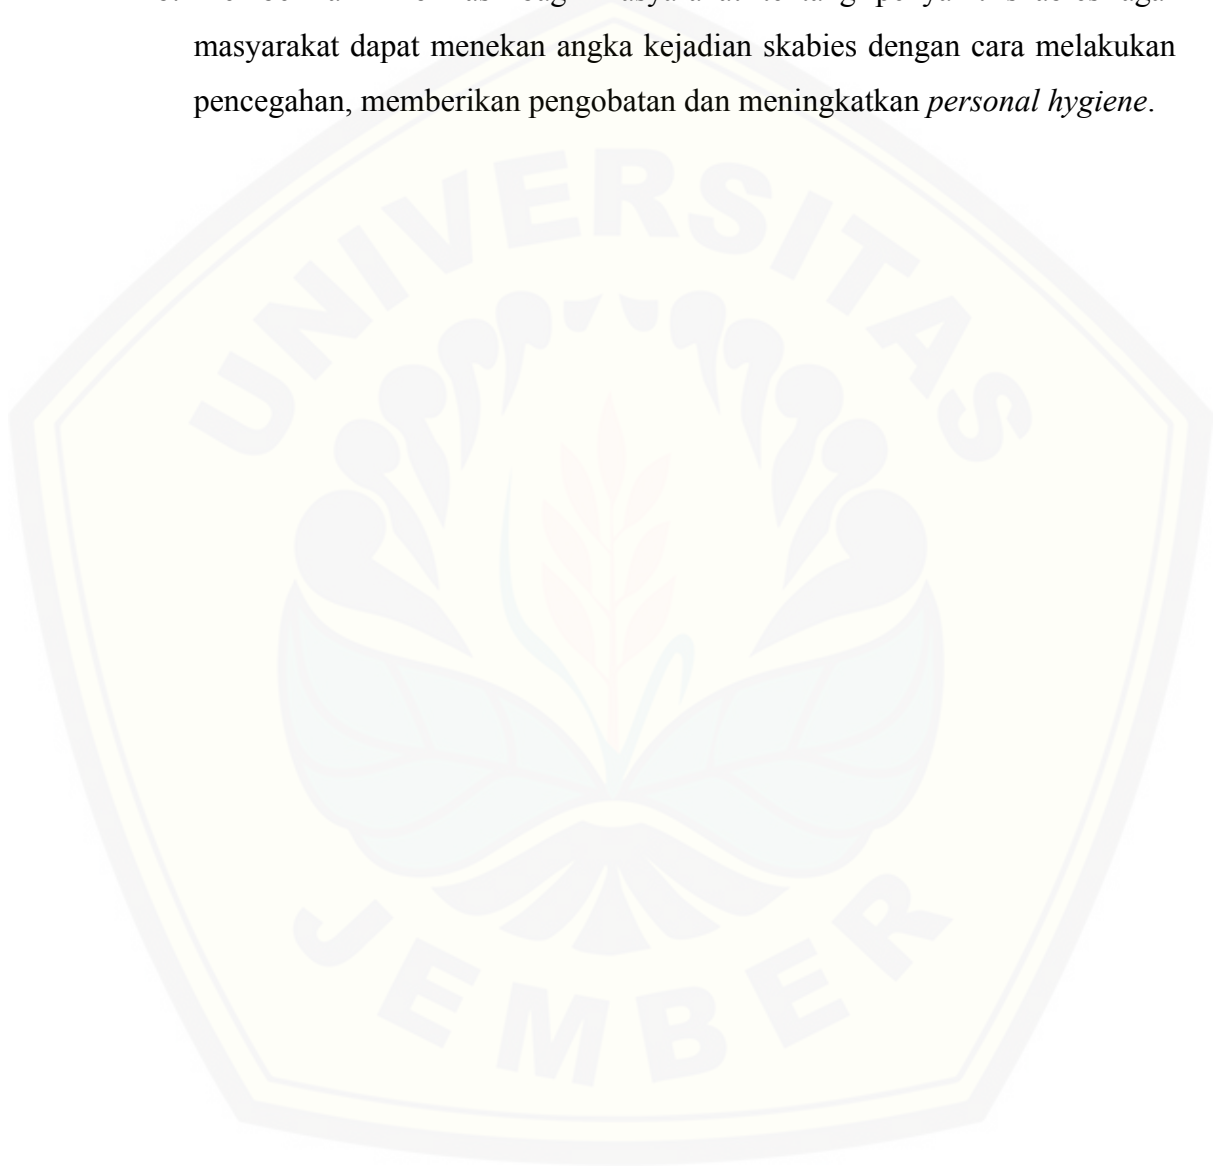 masyarakat dapat menekan angka kejadian skabies dengan cara melakukan
pencegahan, memberikan pengobatan dan meningkatkan personal hygiene.
UNIVERSITAS
JEMBER